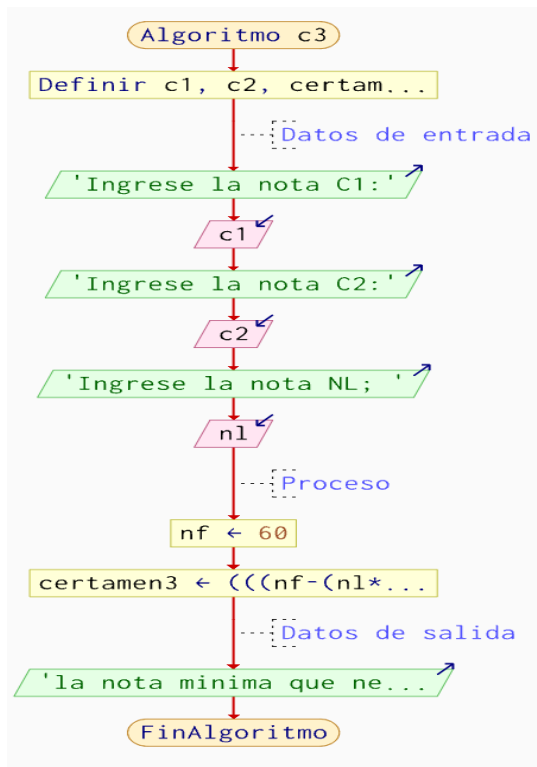 Algoritmo c3
Definir c1, c2, certam...
Datos de entrada
'Ingrese la nota C1:'
c1
'Ingrese la nota C2:'
c2
'Ingrese la nota NL; '
nl
Proceso
nf ← 60
certamen3 ← (((nf-(nl*...
Datos de salida
'la nota minima que ne...
FinAlgoritmo